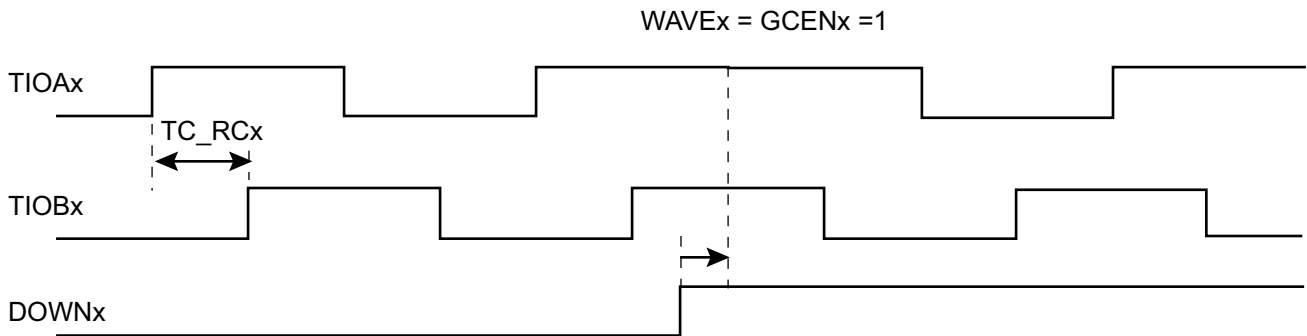 WAVEx = GCENx =1
TIOAx
TC_RCx
TIOBx
DOWNx